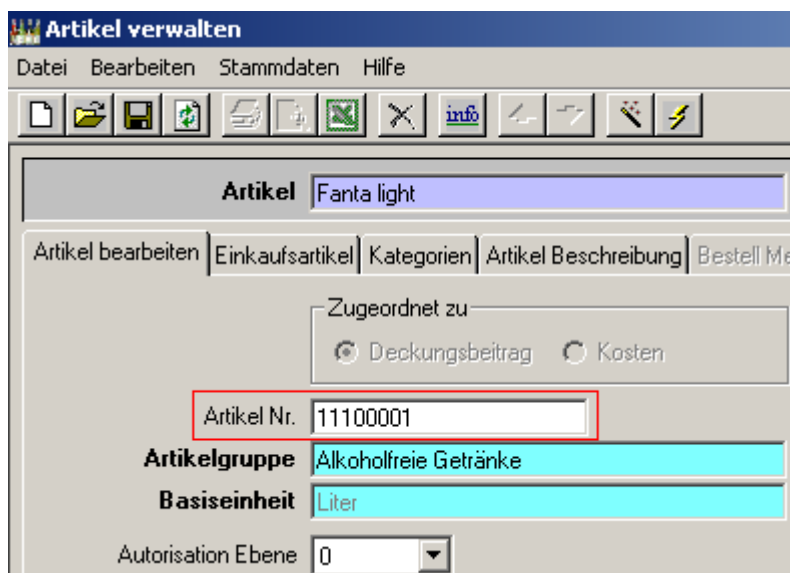 Artikel verwalten
Datei Bearbeiten Stammdaten Hilfe
info
Artikel Fanta light
Artikel bearbeiten Einkaufsartikel Kategorien Artikel Beschreibung Bestell
Zugeordnet zu
Deckungsbeitrag Kosten
Artikel Nr. 11100001
Artikelgruppe Alkoholfreie Getränke
Basiseinheit Liter
Autorisation Ebene 0